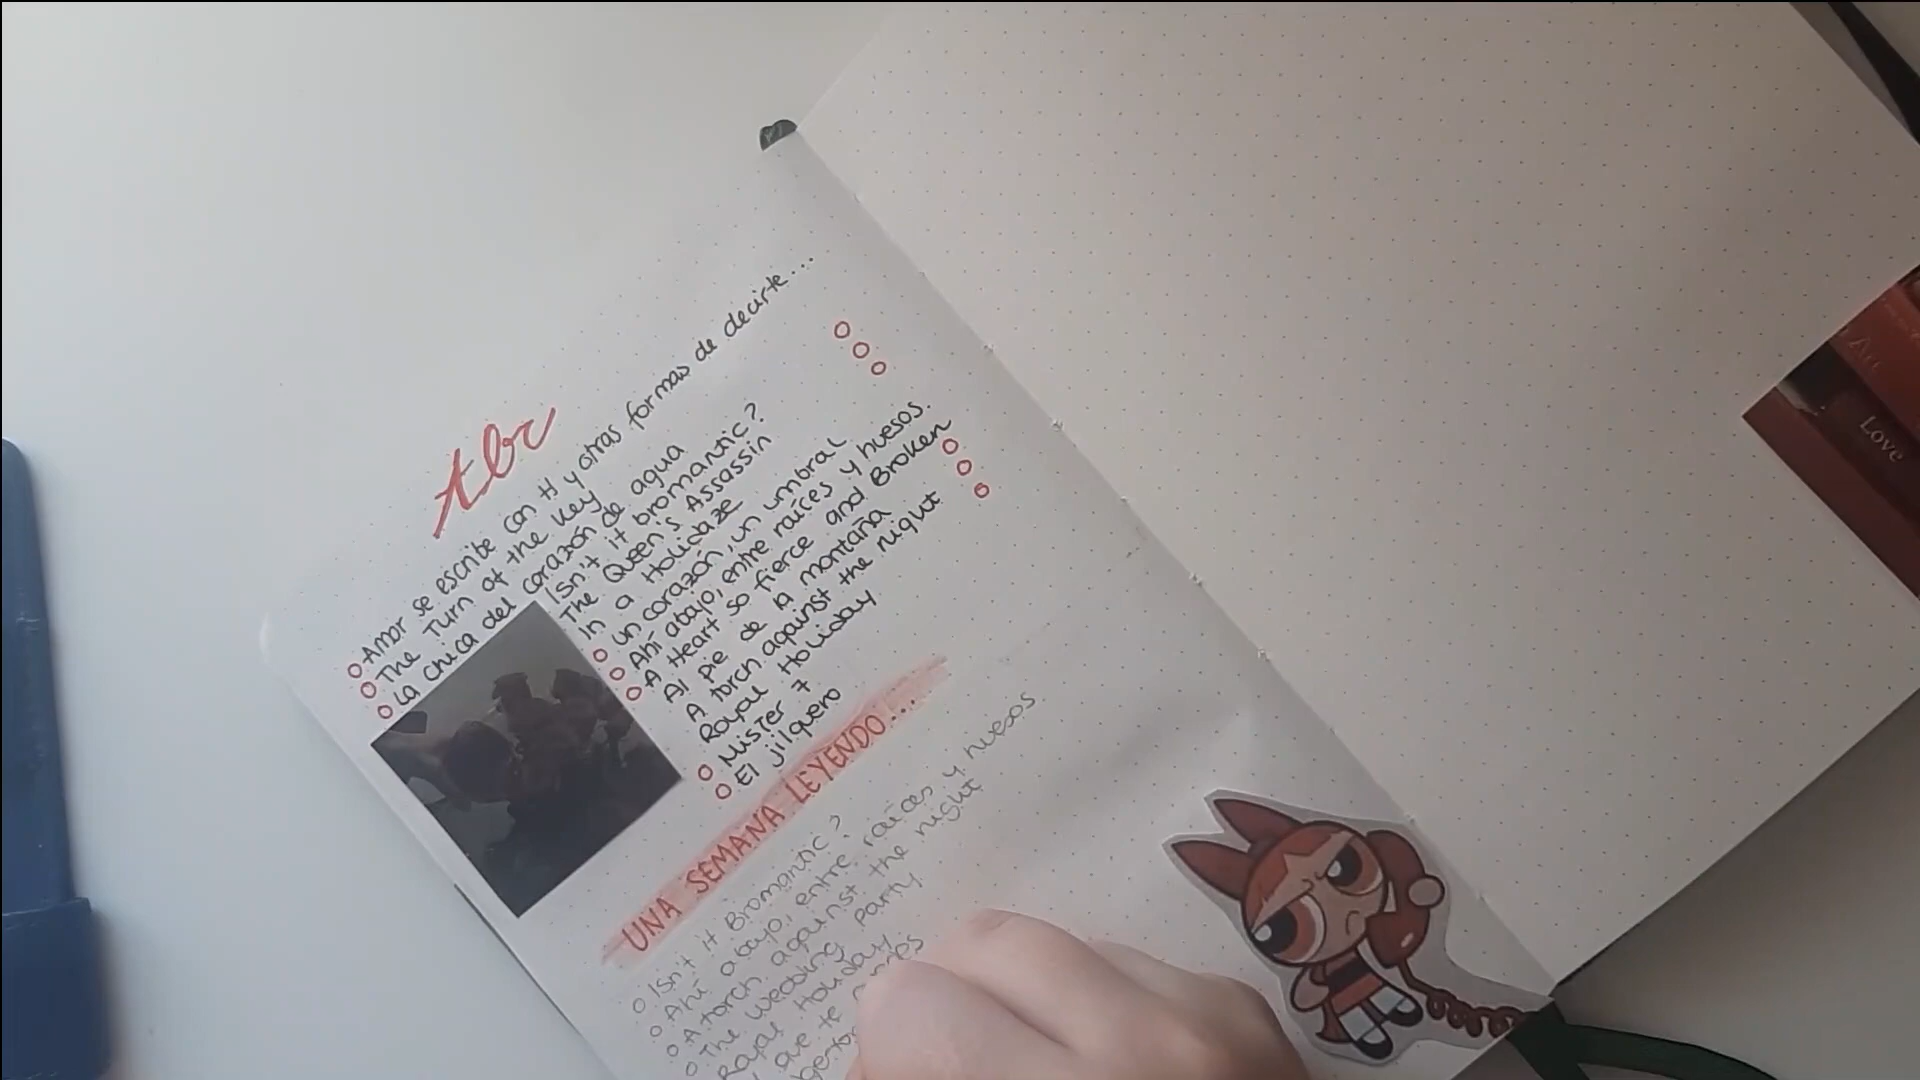 tbr
Amor se escribe con H y otras formas de decirte...
The Turn of the Key
La chica del corazón de agua
Isn't it bromantic?
The Queen's Assassin
In a Holidaze
Un corazón, un umbral
Ahí abajo, entre raíces y huesos.
A Heart so fierce and Broken
Al pie de la montaña
A torch against the night
Royal Holiday
Mister 7
El jilguero
UNA SEMANA LEYENDO...
Isn't it Bromantic?
Ahí abajo, entre raíces y huesos
A torch against the night
The wedding party
Royal Holiday
que te
Love